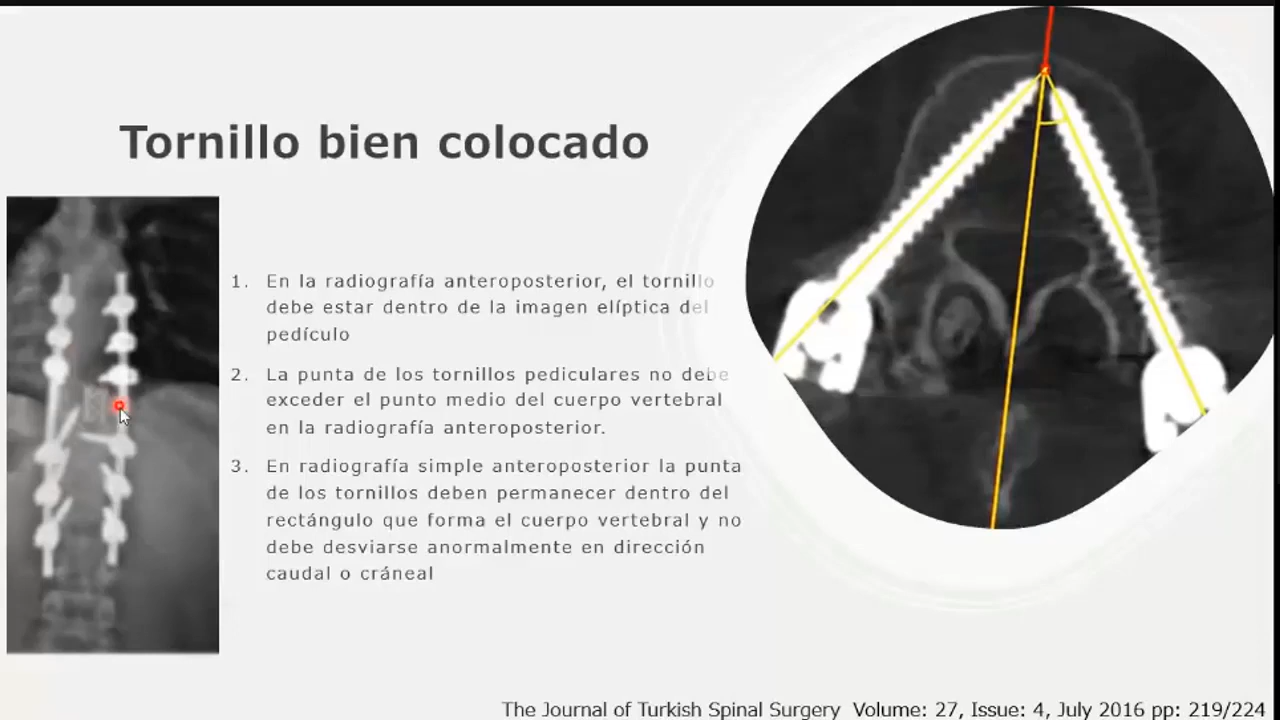 Tornillo bien colocado
1. En la radiografía anteroposterior, el tornillo
debe estar dentro de la imagen elíptica del
pedículo
2. La punta de los tornillos pediculares no debe
exceder el punto medio del cuerpo vertebral
en la radiografía anteroposterior.
3. En radiografía simple anteroposterior la punta
de los tornillos deben permanecer dentro del
rectángulo que forma el cuerpo vertebral y no
debe desviarse anormalmente en dirección
caudal o cráneal
The Journal of Turkish Spinal Surgery Volume: 27, Issue: 4, July 2016 pp: 219/224